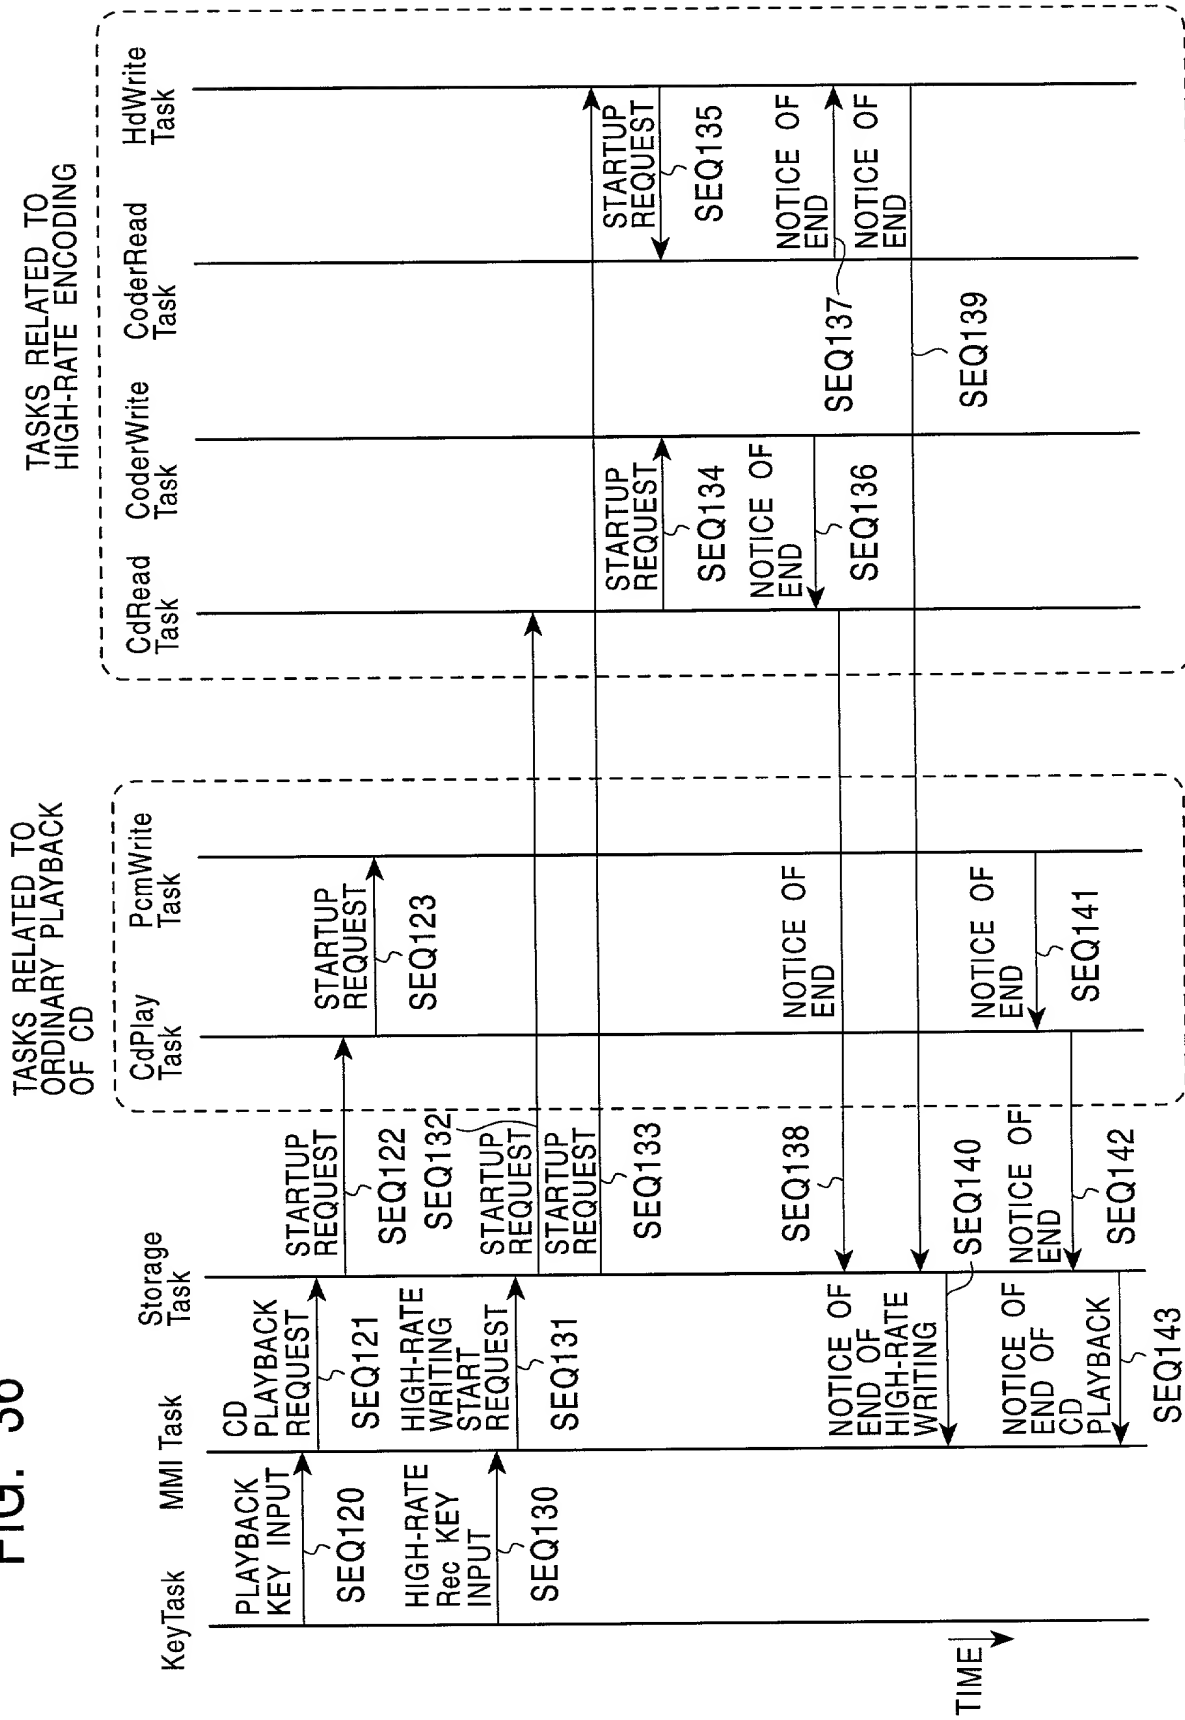 FIG.
TASKS RELATED TO
ORDINARY PLAYBACK
OF CD
TASKS RELATED TO
HIGH-RATE ENCODING
KeyTask
MMI Task
Storage
Task
CdPlay
Task
PcmWrite
Task
CdRead
Task
CoderWrite
Task
CoderRead
Task
HdWrite
Task
PLAYBACK
KEY INPUT
SEQ120
CD
PLAYBACK
REQUEST
SEQ121
STARTUP
REQUEST
SEQ122
STARTUP
REQUEST
SEQ123
HIGH-RATE
Rec KEY
INPUT
SEQ130
HIGH-RATE
WRITING
START
REQUEST
SEQ131
SEQ132
STARTUP
REQUEST
STARTUP
REQUEST
SEQ133
STARTUP
REQUEST
SEQ134
STARTUP
REQUEST
SEQ135
NOTICE OF
END
SEQ136
NOTICE OF
END
SEQ137
NOTICE OF
END
SEQ138
NOTICE OF
END
SEQ139
NOTICE OF
END OF
HIGH-RATE
WRITING
SEQ140
NOTICE OF
END
SEQ141
NOTICE OF
END
SEQ142
NOTICE OF
END OF
CD
PLAYBACK
SEQ143
TIME